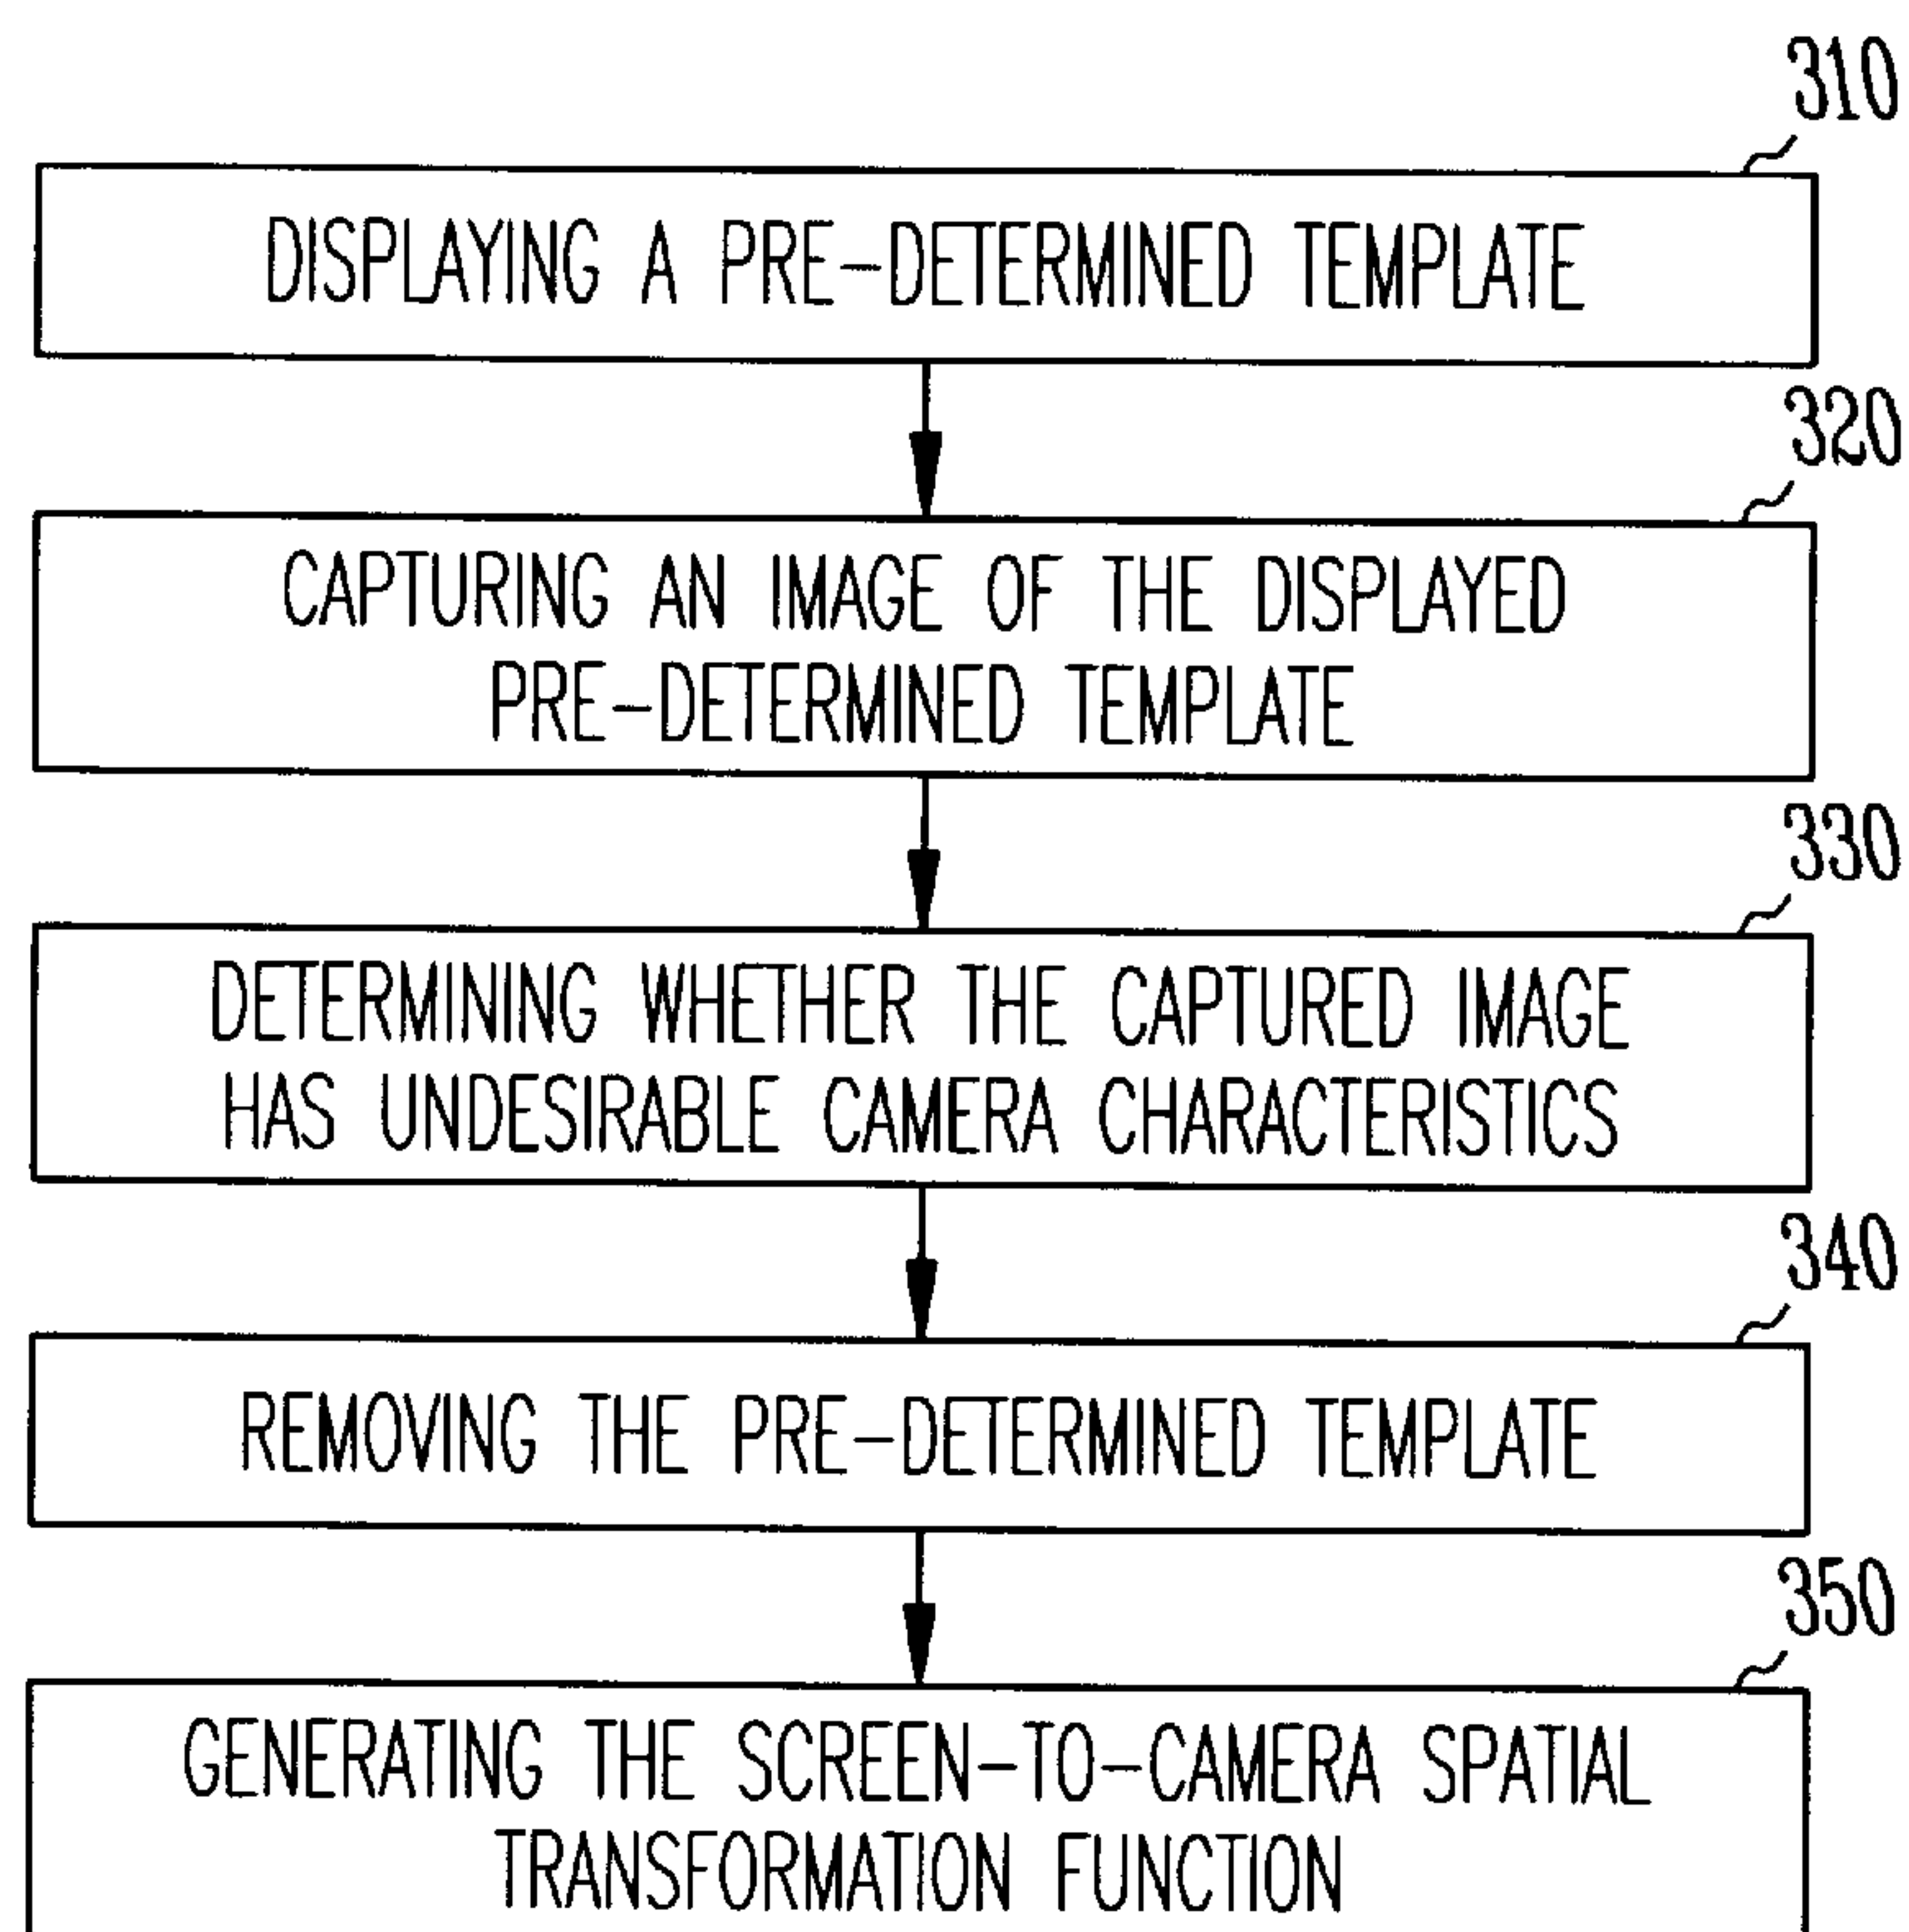 310
DISPLAYING A PRE-DETERMINED TEMPLATE
320
CAPTURING AN IMAGE OF THE DISPLAYED
PRE-DETERMINED TEMPLATE
330
DETERMINING WHETHER THE CAPTURED IMAGE
HAS UNDESIRABLE CAMERA CHARACTERISTICS
340
REMOVING THE PRE-DETERMINED TEMPLATE
350
GENERATING THE SCREEN-TO-CAMERA SPATIAL
TRANSFORMATION FUNCTION